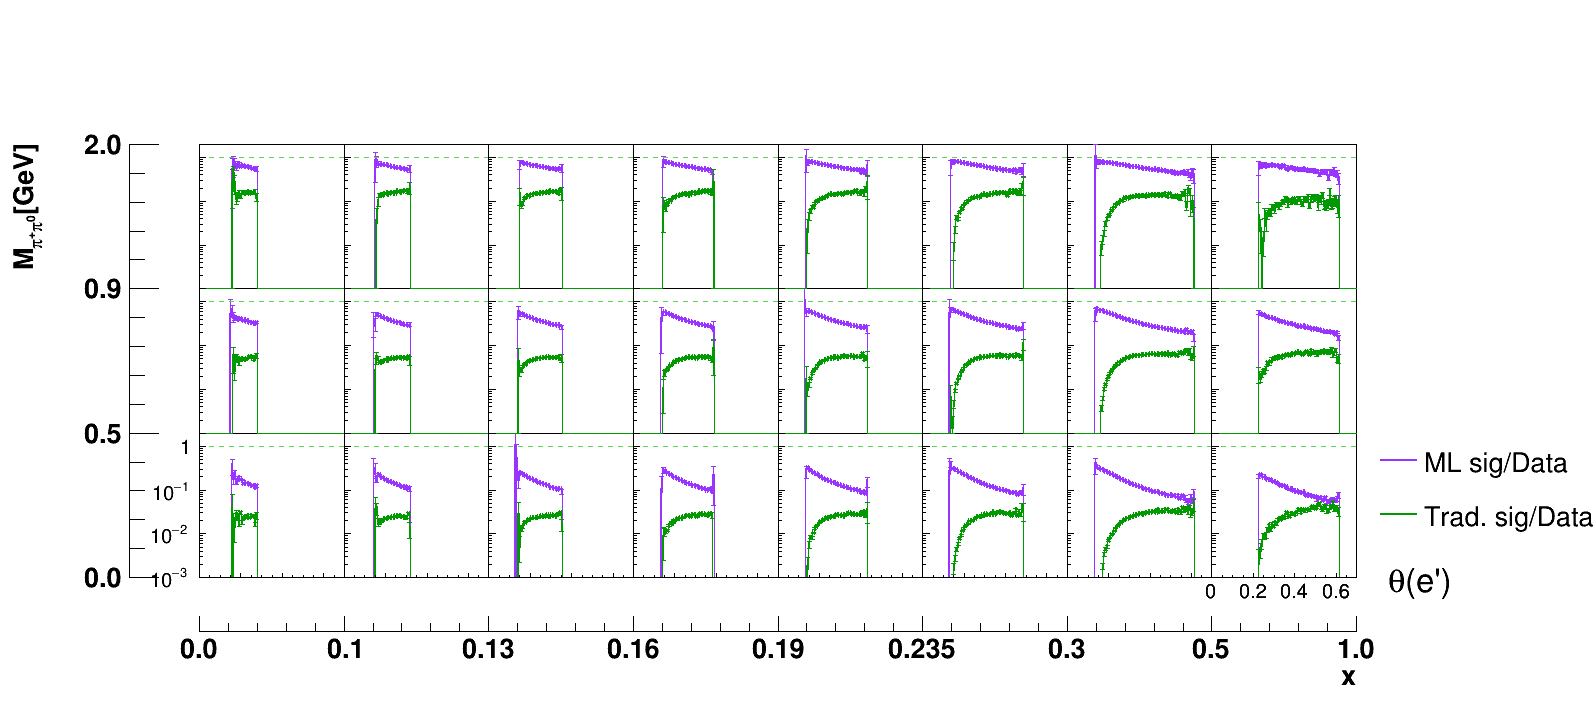 M π⁺π⁰ [GeV]
2.0
0.9
0.5
0.0
1
10⁻¹
10⁻²
10⁻³
ML sig/Data
Trad. sig/Data
0 0.2 0.4 0.6
θ(e')
0.0 0.1 0.13 0.16 0.19 0.235 0.3 0.5 1.0
x